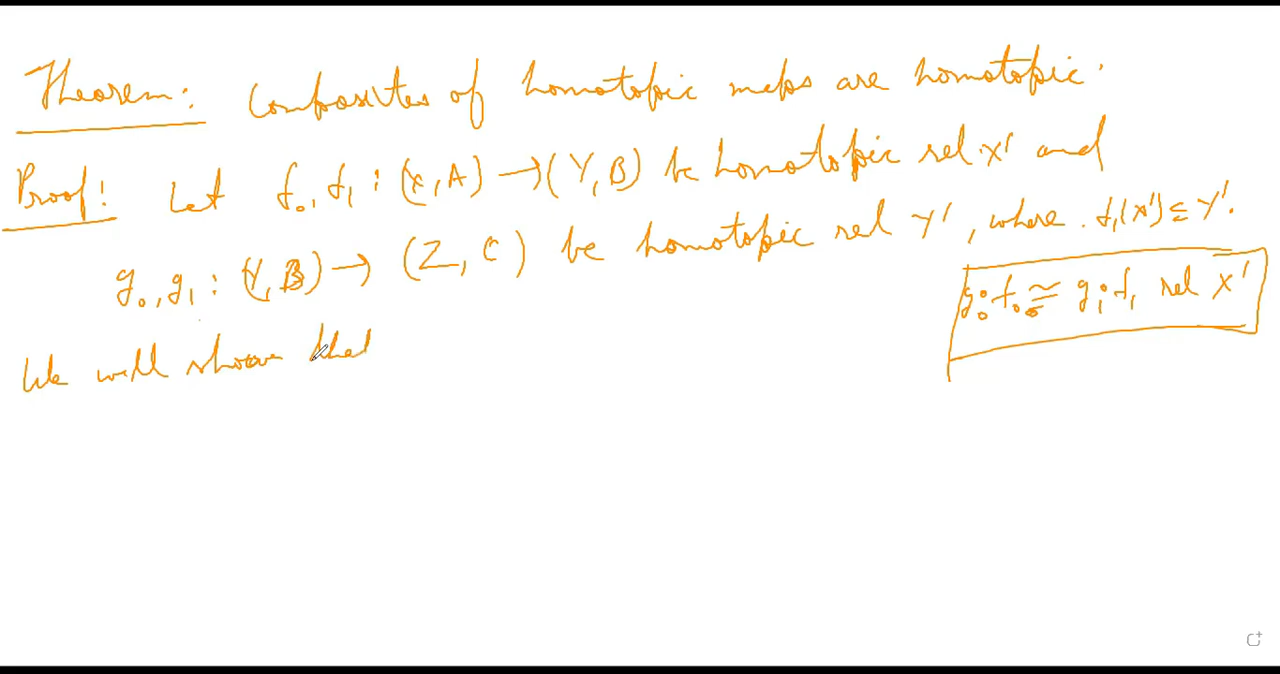 Theorem: Composites of homotopic maps are homotopic.
Proof: Let f₀, f₁ : (X, A) → (Y, B) be homotopic rel. X' and
g₀, g₁ : (Y, B) → (Z, C) be homotopic rel Y', where f₁(X') ⊆ Y'.
g₀∘f₀ ≃ g₁∘f₁ rel X'
We will show that